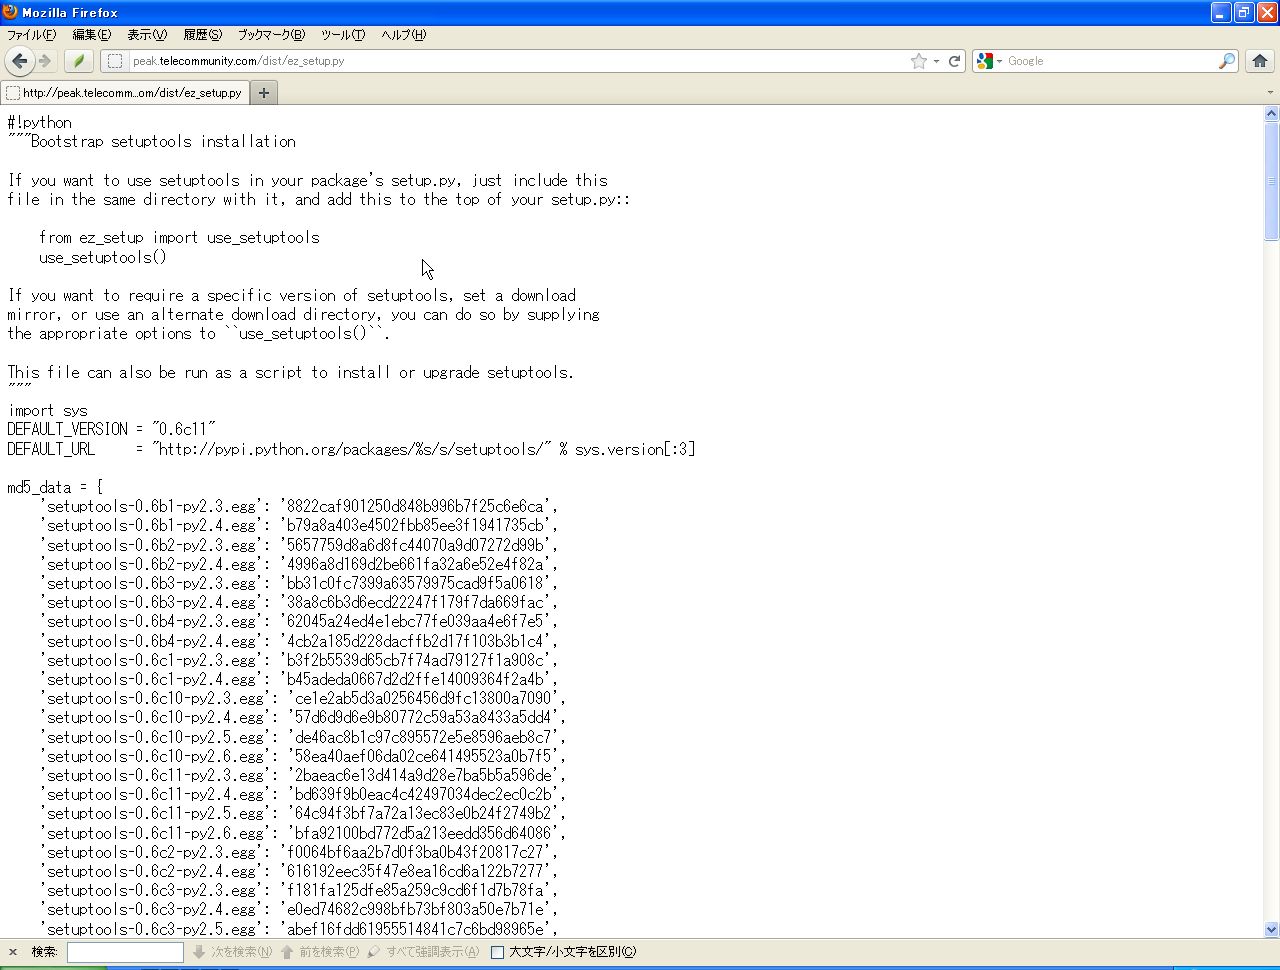 Mozilla Firefox
ファイル(F) 編集(E) 表示(V) 履歴(S) ブックマーク(B) ツール(T) ヘルプ(H)
peak.telecommunity.com/dist/ez_setup.py
Google
http://peak.telecomm...om/dist/ez_setup.py
#!python
"""Bootstrap setuptools installation
If you want to use setuptools in your package's setup.py, just include this
file in the same directory with it, and add this to the top of your setup.py::
from ez_setup import use_setuptools
use_setuptools()
If you want to require a specific version of setuptools, set a download
mirror, or use an alternate download directory, you can do so by supplying
the appropriate options to ``use_setuptools()``.
This file can also be run as a script to install or upgrade setuptools.
"""
import sys
DEFAULT_VERSION = "0.6c11"
DEFAULT_URL     = "http://pypi.python.org/packages/%s/s/setuptools/" % sys.version[:3]
md5_data = {
'setuptools-0.6b1-py2.3.egg': '8822caf901250d848b996b7f25c6e6ca',
'setuptools-0.6b1-py2.4.egg': 'b79a8a403e4502fbb85ee3f1941735cb',
'setuptools-0.6b2-py2.3.egg': '5657759d8a6d8fc44070a9d07272d99b',
'setuptools-0.6b2-py2.4.egg': '4996a8d169d2be661fa32a6e52e4f82a',
'setuptools-0.6b3-py2.3.egg': 'bb31c0fc7399a63579975cad9f5a0618',
'setuptools-0.6b3-py2.4.egg': '38a8c6b3d6ecd22247f179f7da669fac',
'setuptools-0.6b4-py2.3.egg': '62045a24ed4e1ebc77fe039aa4e6f7e5',
'setuptools-0.6b4-py2.4.egg': '4cb2a185d228dacffb2d17f103b3b1c4',
'setuptools-0.6c1-py2.3.egg': 'b3f2b5539d65cb7f74ad79127f1a908c',
'setuptools-0.6c1-py2.4.egg': 'b45adeda0667d2d2ffe14009364f2a4b',
'setuptools-0.6c10-py2.3.egg': 'ce1e2ab5d3a0256456d9fc13800a7090',
'setuptools-0.6c10-py2.4.egg': '57d6d9d6e9b80772c59a53a8433a5dd4',
'setuptools-0.6c10-py2.5.egg': 'de46ac8b1c97c895572e5e8596aeb8c7',
'setuptools-0.6c10-py2.6.egg': '58ea40aef06da02ce641495523a0b7f5',
'setuptools-0.6c11-py2.3.egg': '2baeac6e13d414a9d28e7ba5b5a596de',
'setuptools-0.6c11-py2.4.egg': 'bd639f9b0eac4c42497034dec2ec0c2b',
'setuptools-0.6c11-py2.5.egg': '64c94f3bf7a72a13ec83e0b24f2749b2',
'setuptools-0.6c11-py2.6.egg': 'bfa92100bd772d5a213eedd356d64086',
'setuptools-0.6c2-py2.3.egg': 'f0064bf6aa2b7d0f3ba0b43f20817c27',
'setuptools-0.6c2-py2.4.egg': '616192eec35f47e8ea16cd6a122b7277',
'setuptools-0.6c3-py2.3.egg': 'f181fa125dfe85a259c9cd6f1d7b78fa',
'setuptools-0.6c3-py2.4.egg': 'e0ed74682c998bfb73bf803a50e7b71e',
'setuptools-0.6c3-py2.5.egg': 'abef16fdd61955514841c7c6bd98965e',
検索: 次を検索(N) 前を検索(P) すべて強調表示(A) 大文字/小文字を区別(C)